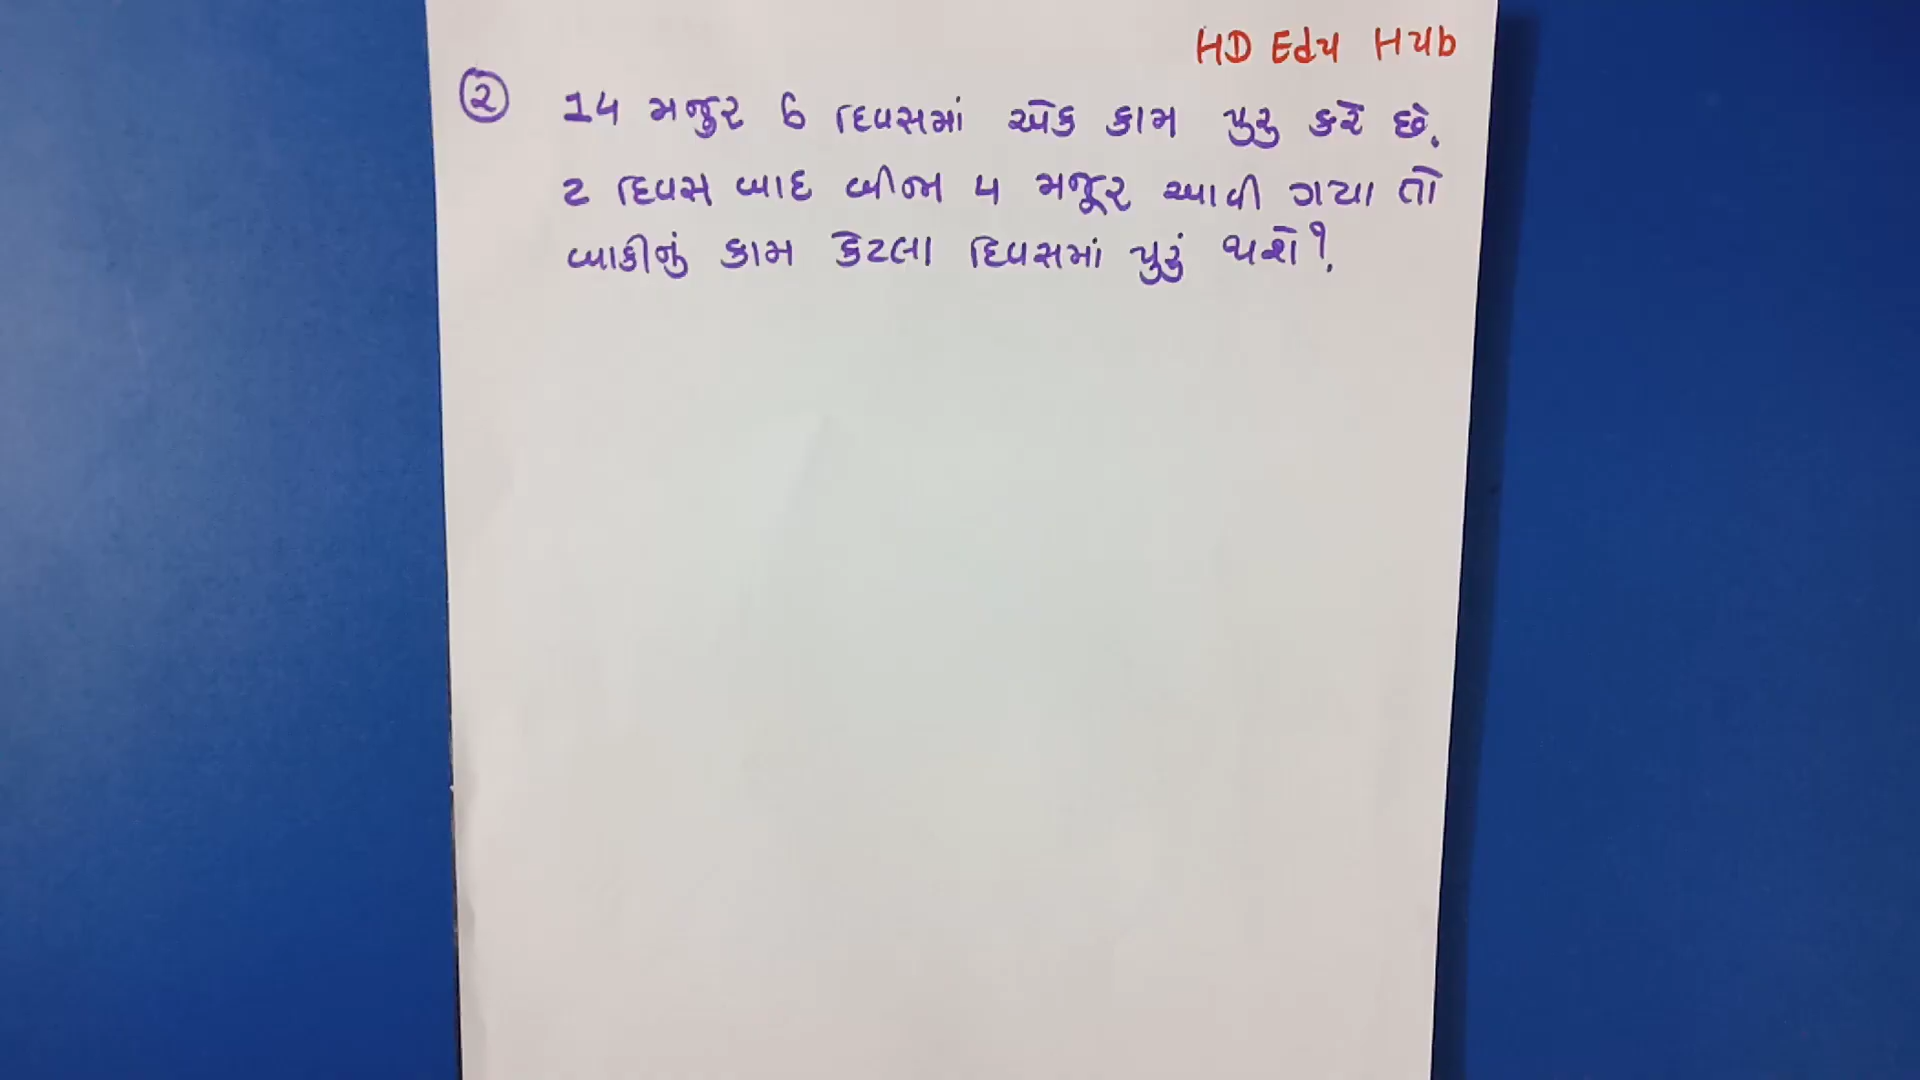 HD Edu Hub
(2) 14 મજુર 6 દિવસમાં એક કામ પુરુ કરે છે.
2 દિવસ બાદ બીજા 4 મજૂર આવી ગયા તો
બાકીનું કામ કેટલા દિવસમાં પુરું થશે?